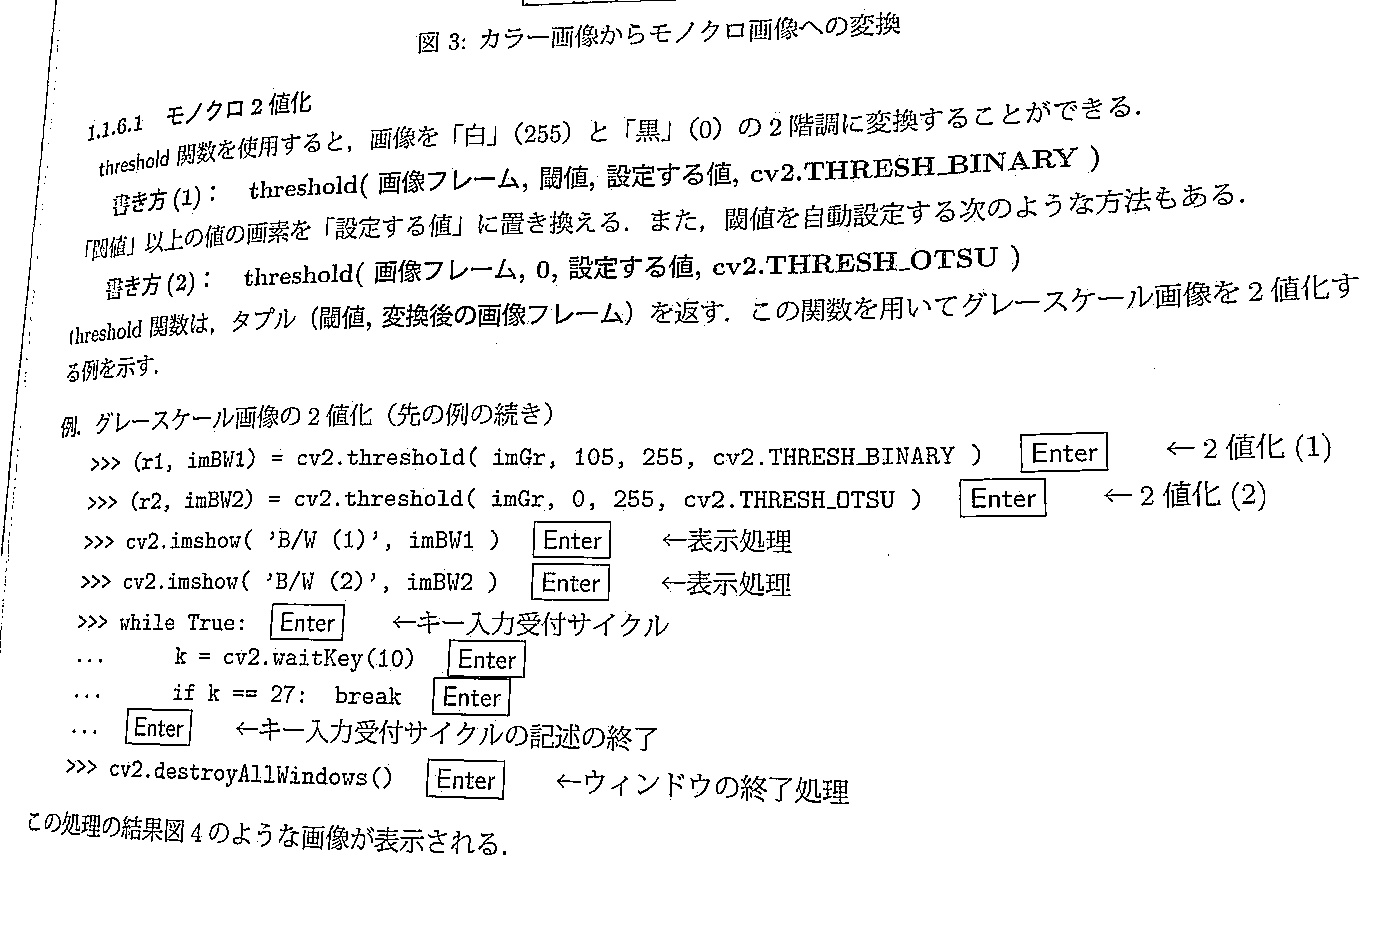 図 3: カラー画像からモノクロ画像への変換
1.1.6.1 モノクロ 2 値化
threshold 関数を使用すると，画像を「白」（255）と「黒」（0）の 2 階調に変換することができる．
書き方 (1)： threshold( 画像フレーム, 閾値, 設定する値, cv2.THRESH_BINARY )
「閾値」以上の値の画素を「設定する値」に置き換える．また，閾値を自動設定する次のような方法もある．
書き方 (2)： threshold( 画像フレーム, 0, 設定する値, cv2.THRESH_OTSU )
threshold 関数は，タプル（閾値, 変換後の画像フレーム）を返す．この関数を用いてグレースケール画像を 2 値化す
る例を示す．
例．グレースケール画像の 2 値化（先の例の続き）
>>> (r1, imBW1) = cv2.threshold( imGr, 105, 255, cv2.THRESH_BINARY ) Enter ←2 値化 (1)
>>> (r2, imBW2) = cv2.threshold( imGr, 0, 255, cv2.THRESH_OTSU ) Enter ←2 値化 (2)
>>> cv2.imshow( 'B/W (1)', imBW1 ) Enter ←表示処理
>>> cv2.imshow( 'B/W (2)', imBW2 ) Enter ←表示処理
>>> while True: Enter ←キー入力受付サイクル
... k = cv2.waitKey(10) Enter
... if k == 27: break Enter
... Enter ←キー入力受付サイクルの記述の終了
>>> cv2.destroyAllWindows() Enter ←ウィンドウの終了処理
この処理の結果図 4 のような画像が表示される．